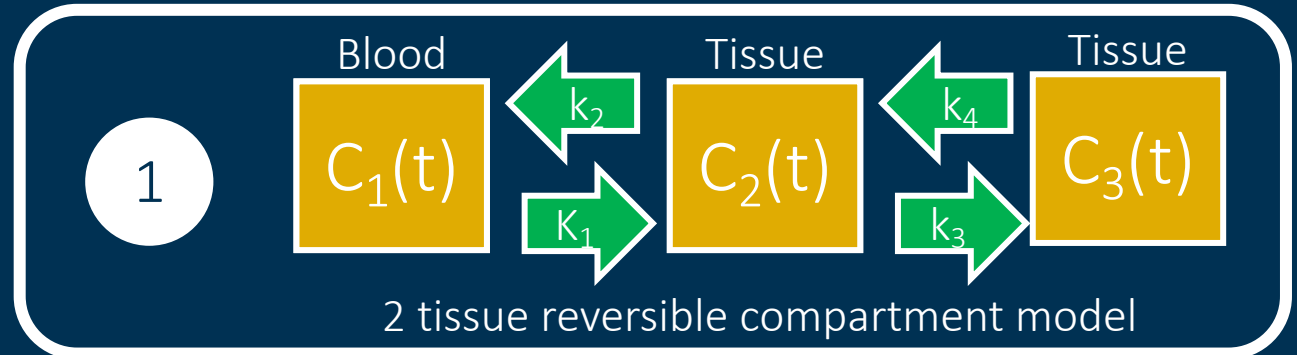 Blood
Tissue
Tissue
1
C₁(t)
k₂
K₁
C₂(t)
k₄
k₃
C₃(t)
2 tissue reversible compartment model